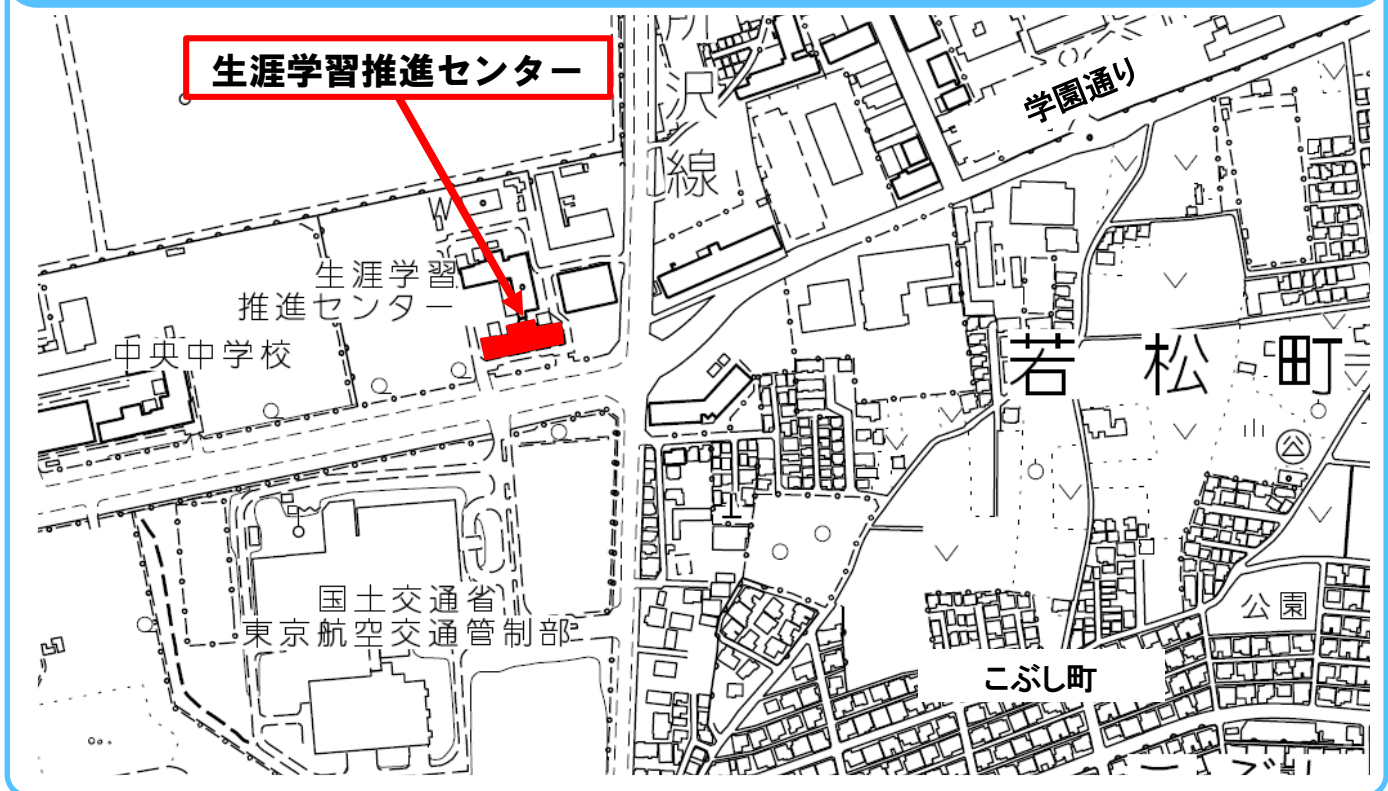 生涯学習推進センター
沢
線
学園通り
生涯学習
推進センター
中央中学校
若松町
国土交通省
東京航空交通管制部
公園
こぶし町